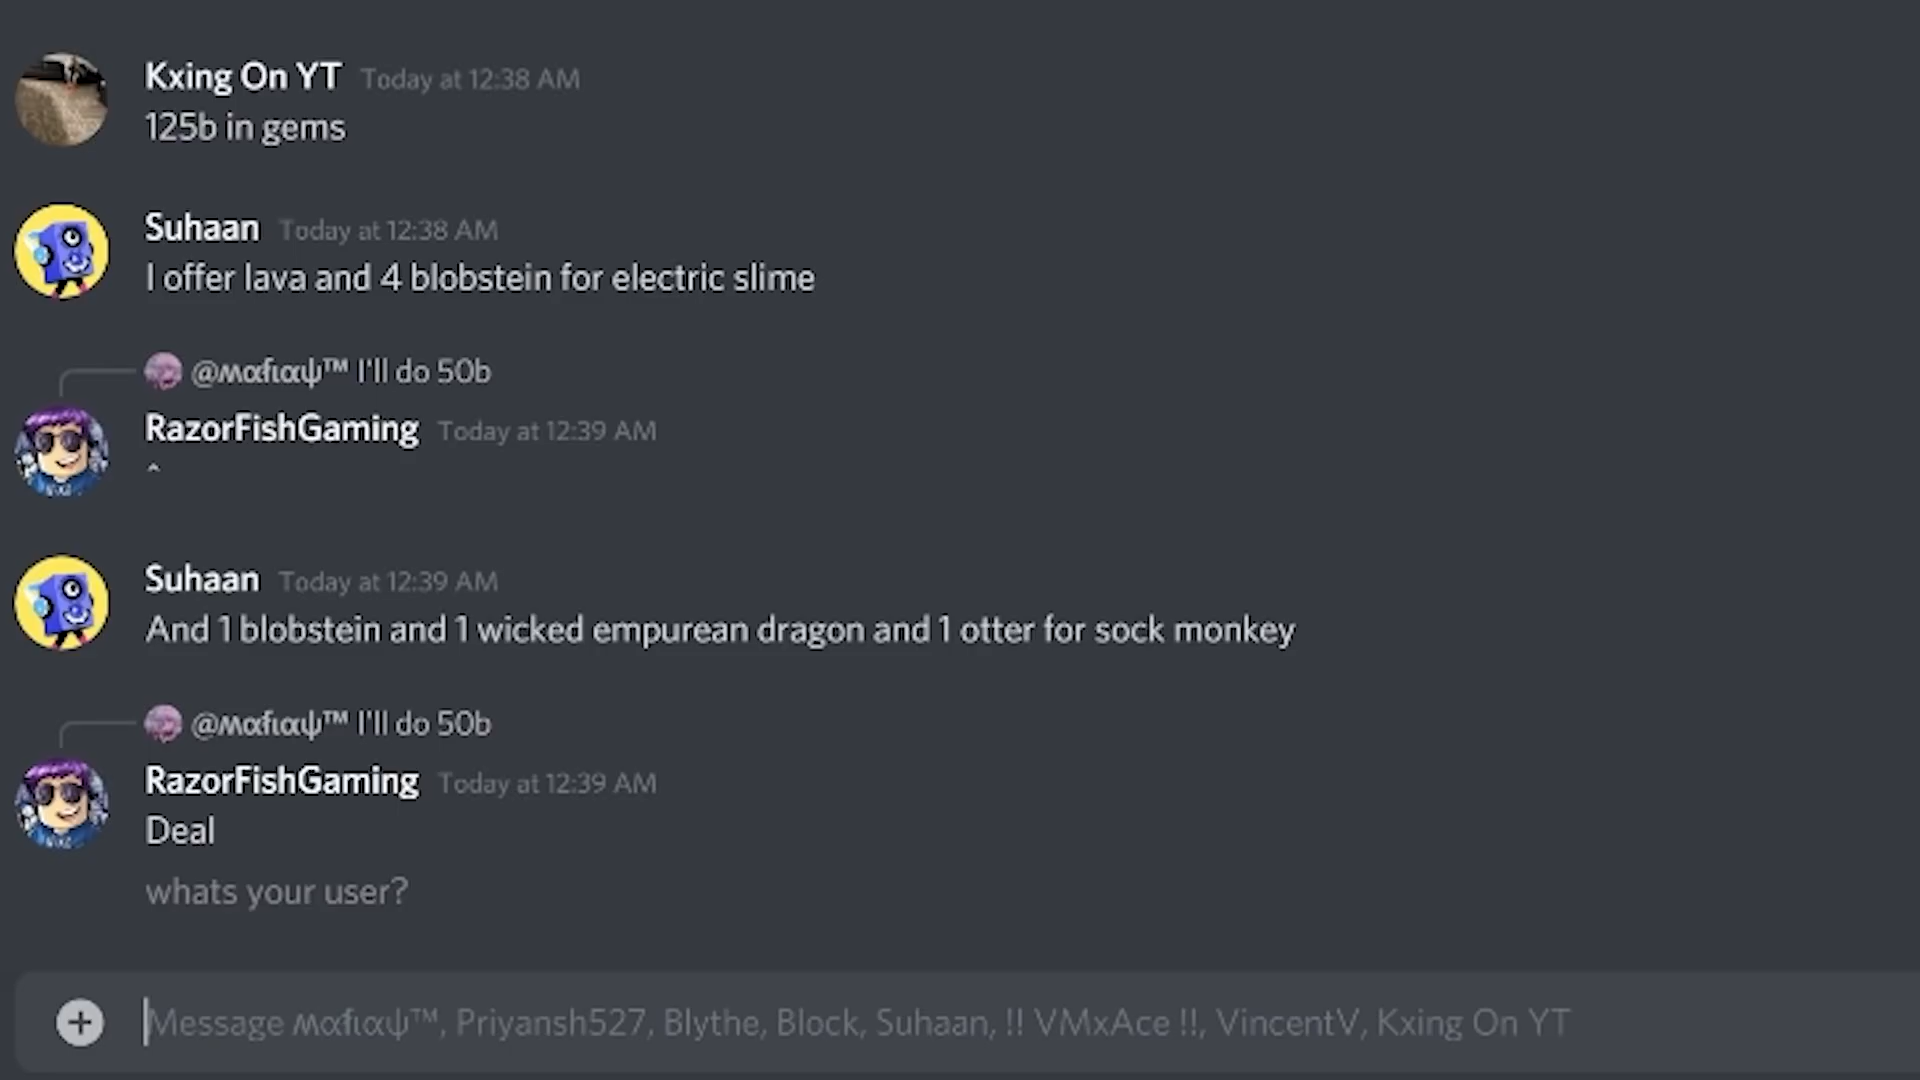 Kxing On YT Today at 12:38 AM
125b in gems
Suhaan Today at 12:38 AM
I offer lava and 4 blobstein for electric slime
@ʍαfιαψ™ I'll do 50b
RazorFishGaming Today at 12:39 AM
^
Suhaan Today at 12:39 AM
And 1 blobstein and 1 wicked empurean dragon and 1 otter for sock monkey
@ʍαfιαψ™ I'll do 50b
RazorFishGaming Today at 12:39 AM
Deal
whats your user?
Message ʍαfιαψ™, Priyansh527, Blythe, Block, Suhaan, !! VMxAce !!, VincentV, Kxing On YT